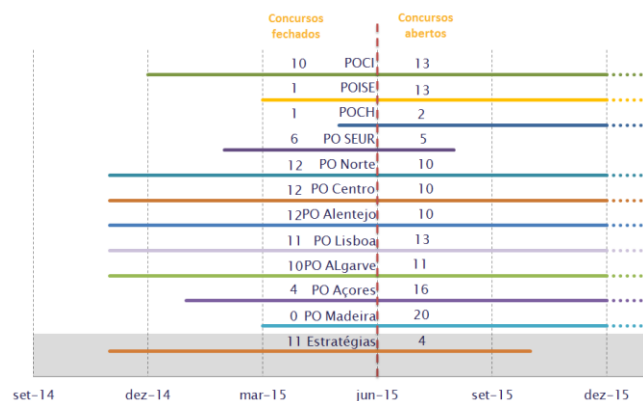 Concursos fechados
Concursos abertos
10 POCI 13
1 POISE 13
1 POCH 2
6 PO SEUR 5
12 PO Norte 10
12 PO Centro 10
12PO Alentejo 10
11 PO Lisboa 13
10PO ALgarve 11
4 PO Açores 16
0 PO Madeira 20
11 Estratégias 4
set-14 dez-14 mar-15 jun-15 set-15 dez-15